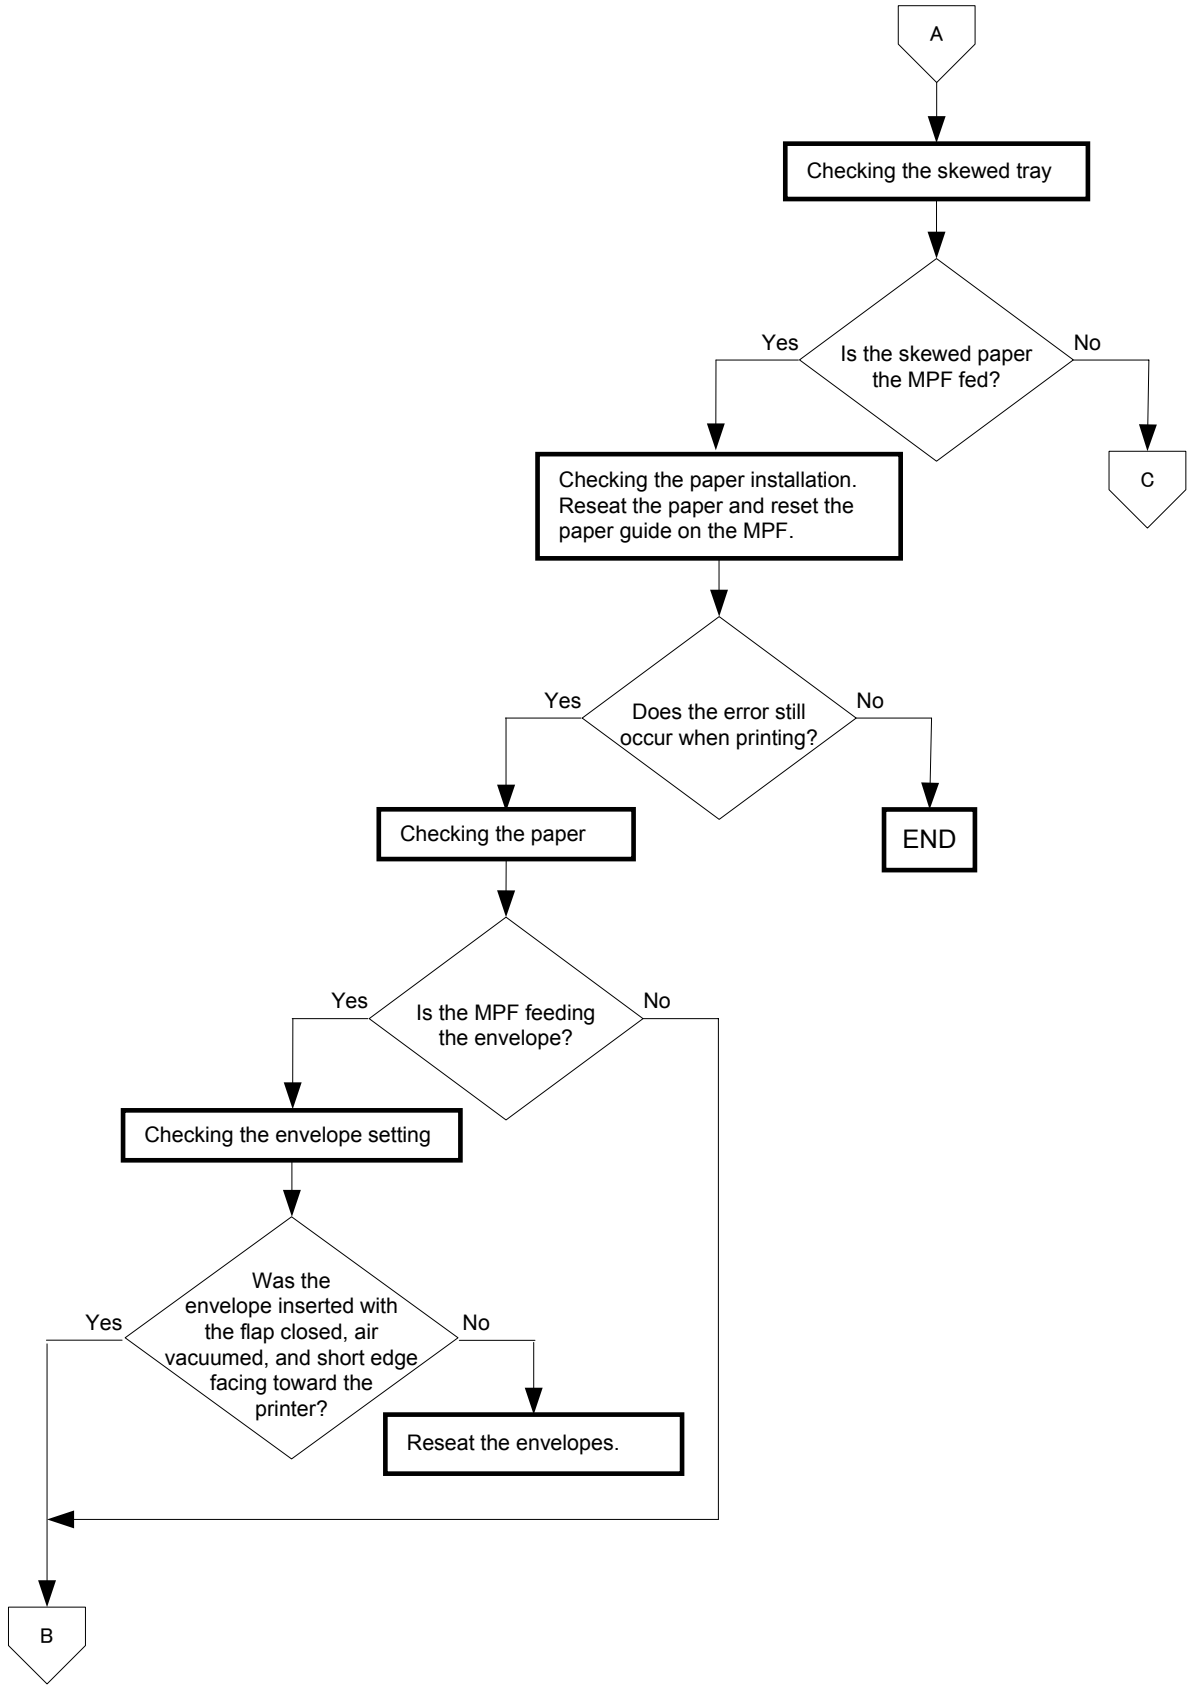 A
Checking the skewed tray
Yes
No
Is the skewed paper
the MPF fed?
Checking the paper installation.
Reseat the paper and reset the
paper guide on the MPF.
C
Yes
No
Does the error still
occur when printing?
Checking the paper
END
Yes
No
Is the MPF feeding
the envelope?
Checking the envelope setting
Was the
envelope inserted with
the flap closed, air
vacuumed, and short edge
facing toward the
printer?
Yes
No
Reseat the envelopes.
B